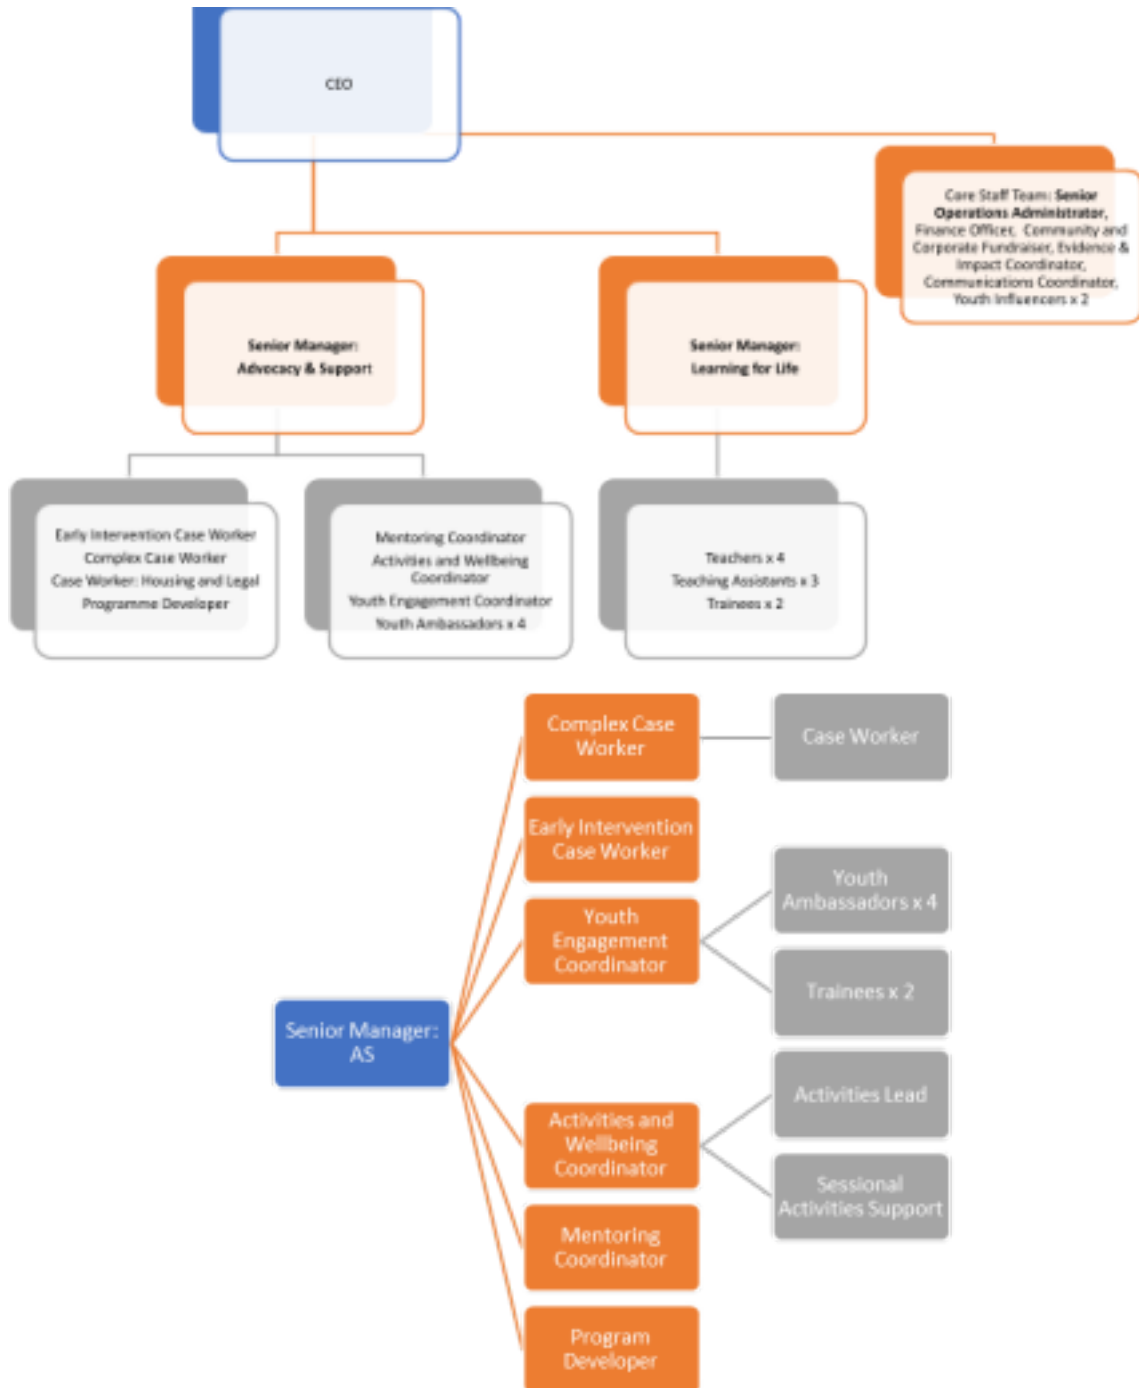 CEO
Core Staff Team: Senior
Operations Administrator,
Finance Officer, Community and
Corporate Fundraiser, Evidence &
Impact Coordinator,
Communications Coordinator,
Youth Influencers x 2
Senior Manager:
Advocacy & Support
Senior Manager:
Learning for Life
Early Intervention Case Worker
Complex Case Worker
Case Worker: Housing and Legal
Programme Developer
Mentoring Coordinator
Activities and Wellbeing
Coordinator
Youth Engagement Coordinator
Youth Ambassadors x 4
Teachers x 4
Teaching Assistants x 3
Trainees x 2
Senior Manager:
AS
Complex Case
Worker
Case Worker
Early Intervention
Case Worker
Youth
Engagement
Coordinator
Youth
Ambassadors x 4
Trainees x 2
Activities and
Wellbeing
Coordinator
Activities Lead
Sessional
Activities Support
Mentoring
Coordinator
Program
Developer